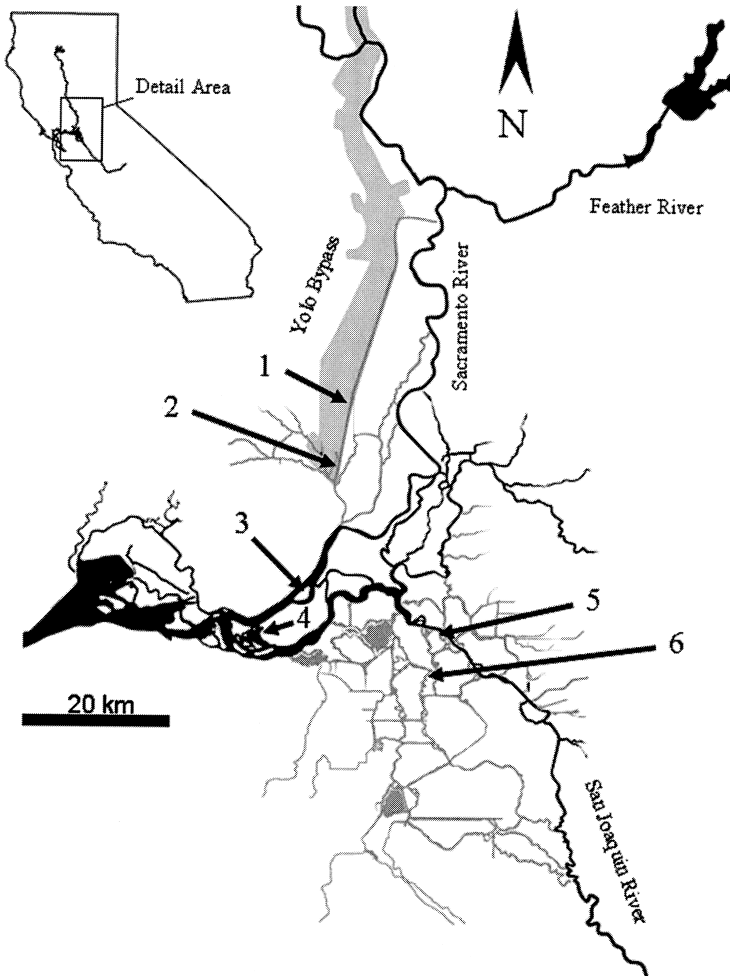 Detail Area
N
Feather River
Yolo Bypass
Sacramento River
1
2
3
4
5
6
20 km
San Joaquin River